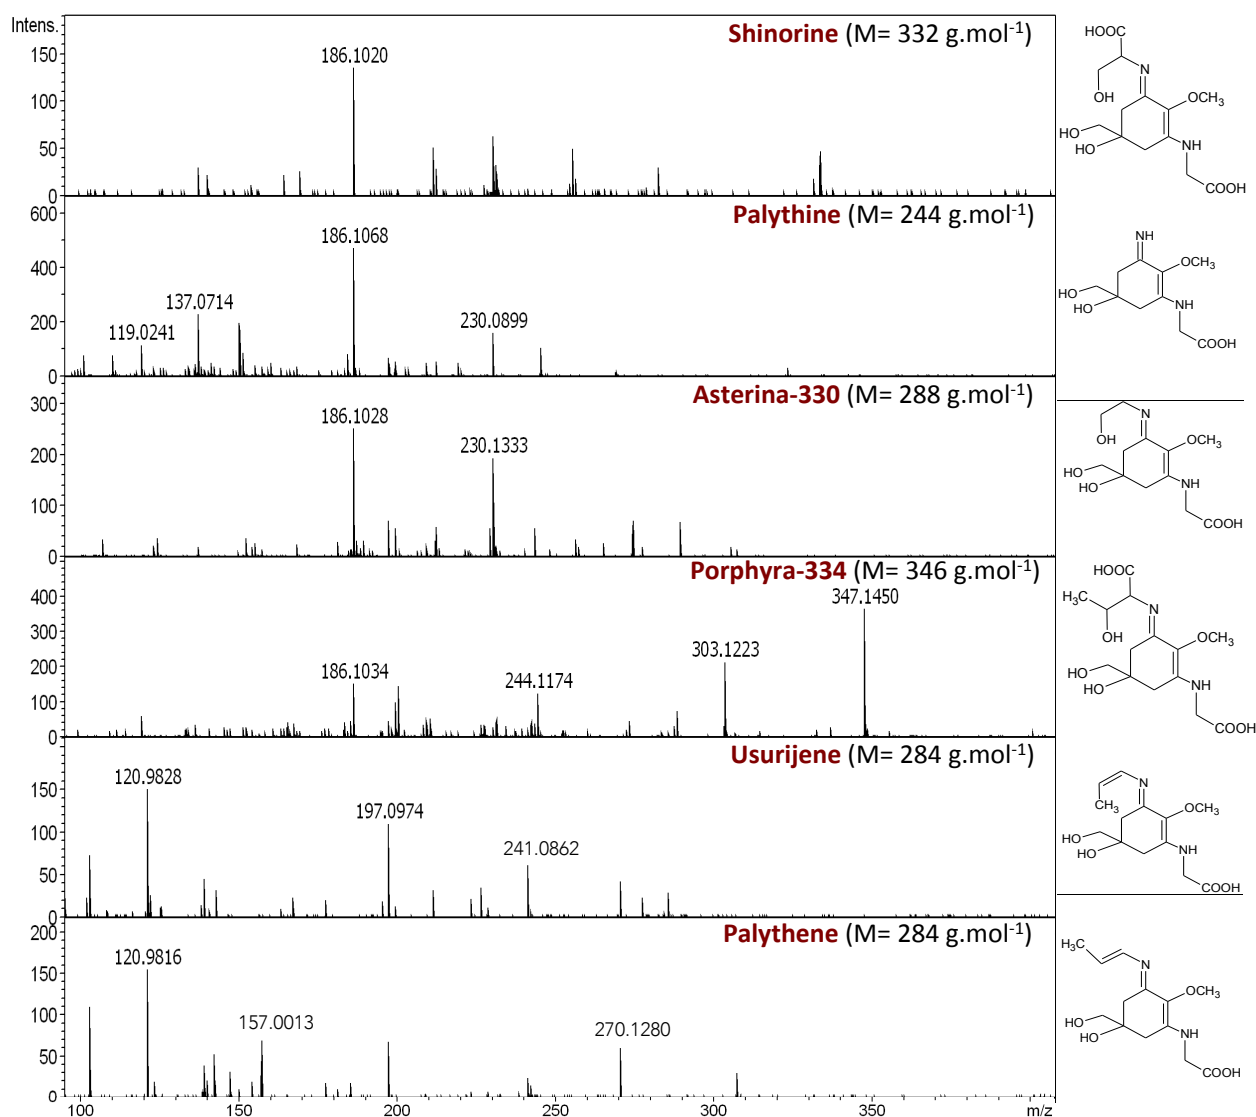 Intens.
Shinorine (M= 332 g.mol-1)
186.1020
150
100
50
0
HOOC
N
OH
OCH3
HO
HO
NH
COOH
Palythine (M= 244 g.mol-1)
600
400
200
0
186.1068
137.0714
119.0241
230.0899
NH
OCH3
HO
HO
NH
COOH
Asterina-330 (M= 288 g.mol-1)
300
200
100
0
186.1028
230.1333
N
OH
OCH3
HO
HO
NH
COOH
Porphyra-334 (M= 346 g.mol-1)
400
300
200
100
0
347.1450
303.1223
186.1034
244.1174
HOOC
H3C
N
OH
OCH3
HO
HO
NH
COOH
Usurijene (M= 284 g.mol-1)
150
100
50
0
120.9828
197.0974
241.0862
N
CH3
OCH3
HO
HO
NH
COOH
Palythene (M= 284 g.mol-1)
200
150
100
50
0
120.9816
157.0013
270.1280
H3C
N
OCH3
HO
HO
NH
COOH
100 150 200 250 300 350 m/z